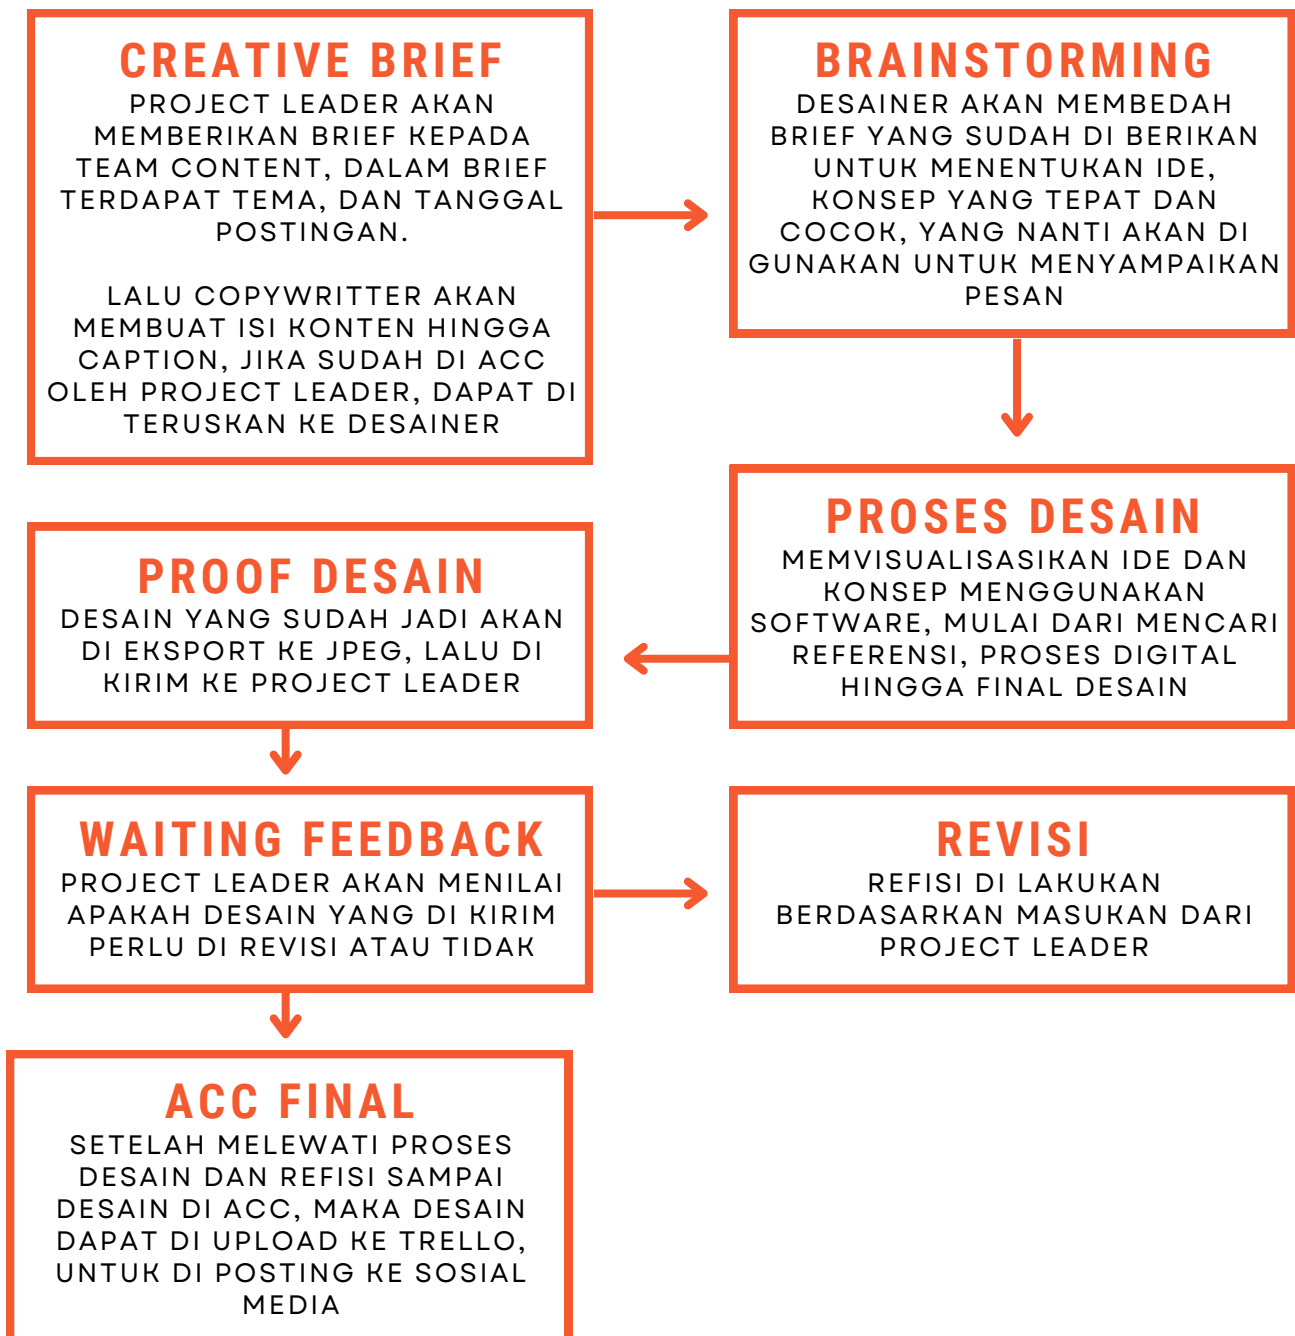 CREATIVE BRIEF
PROJECT LEADER AKAN
MEMBERIKAN BRIEF KEPADA
TEAM CONTENT, DALAM BRIEF
TERDAPAT TEMA, DAN TANGGAL
POSTINGAN.
LALU COPYWRITTER AKAN
MEMBUAT ISI KONTEN HINGGA
CAPTION, JIKA SUDAH DI ACC
OLEH PROJECT LEADER, DAPAT DI
TERUSKAN KE DESAINER
BRAINSTORMING
DESAINER AKAN MEMBEDAH
BRIEF YANG SUDAH DI BERIKAN
UNTUK MENENTUKAN IDE,
KONSEP YANG TEPAT DAN
COCOK, YANG NANTI AKAN DI
GUNAKAN UNTUK MENYAMPAIKAN
PESAN
PROSES DESAIN
MEMVISUALISASIKAN IDE DAN
KONSEP MENGGUNAKAN
SOFTWARE, MULAI DARI MENCARI
REFERENSI, PROSES DIGITAL
HINGGA FINAL DESAIN
PROOF DESAIN
DESAIN YANG SUDAH JADI AKAN
DI EKSPORT KE JPEG, LALU DI
KIRIM KE PROJECT LEADER
WAITING FEEDBACK
PROJECT LEADER AKAN MENILAI
APAKAH DESAIN YANG DI KIRIM
PERLU DI REVISI ATAU TIDAK
REVISI
REFISI DI LAKUKAN
BERDASARKAN MASUKAN DARI
PROJECT LEADER
ACC FINAL
SETELAH MELEWATI PROSES
DESAIN DAN REFISI SAMPAI
DESAIN DI ACC, MAKA DESAIN
DAPAT DI UPLOAD KE TRELLO,
UNTUK DI POSTING KE SOSIAL
MEDIA